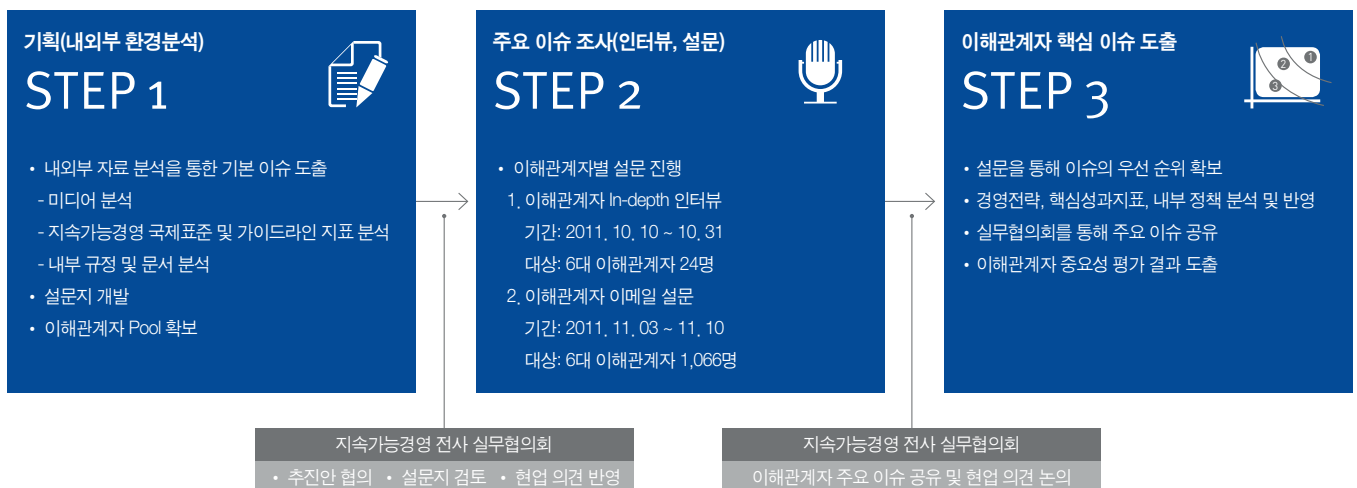 기획(내외부 환경분석)
STEP 1
• 내외부 자료 분석을 통한 기본 이슈 도출
- 미디어 분석
- 지속가능경영 국제표준 및 가이드라인 지표 분석
- 내부 규정 및 문서 분석
• 설문지 개발
• 이해관계자 Pool 확보
주요 이슈 조사(인터뷰, 설문)
STEP 2
• 이해관계자별 설문 진행
1. 이해관계자 In-depth 인터뷰
기간: 2011. 10. 10 ~ 10. 31
대상: 6대 이해관계자 24명
2. 이해관계자 이메일 설문
기간: 2011. 11. 03 ~ 11. 10
대상: 6대 이해관계자 1,066명
이해관계자 핵심 이슈 도출
STEP 3
1
2
3
• 설문을 통해 이슈의 우선 순위 확보
• 경영전략, 핵심성과지표, 내부 정책 분석 및 반영
• 실무협의회를 통해 주요 이슈 공유
• 이해관계자 중요성 평가 결과 도출
지속가능경영 전사 실무협의회
• 추진안 협의 • 설문지 검토 • 현업 의견 반영
지속가능경영 전사 실무협의회
이해관계자 주요 이슈 공유 및 현업 의견 논의